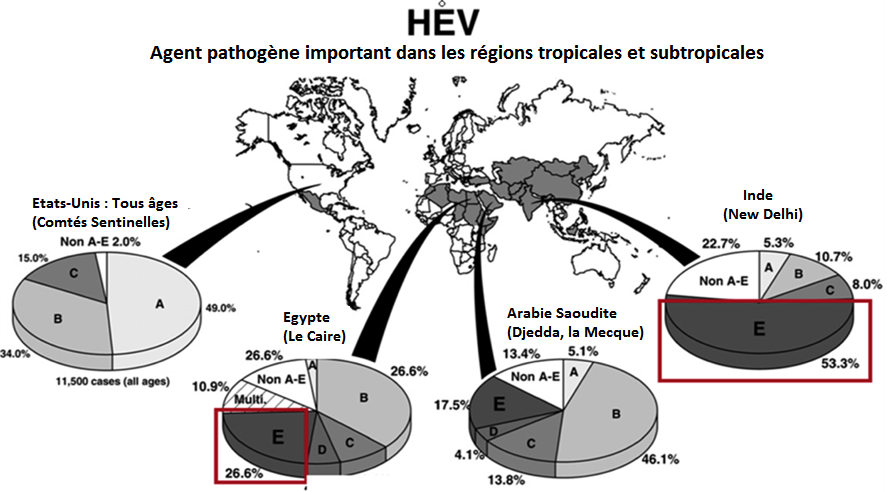 HEV
Agent pathogène important dans les régions tropicales et subtropicales
Etats-Unis : Tous âges
(Comtés Sentinelles)
Non A-E 2.0%
15.0%
C
A
B
49.0%
34.0%
11,500 cases (all ages)
Egypte
(Le Caire)
26.6%
A
26.6%
Non A-E
10.9%
B
Multi.
E
D
C
26.6%
Arabie Saoudite
(Djedda, la Mecque)
13.4%
5.1%
Non A-E
A
17.5%
E
B
D
4.1%
C
13.8%
46.1%
Inde
(New Delhi)
22.7%
5.3%
10.7%
Non A-E
A
B
C
8.0%
E
53.3%